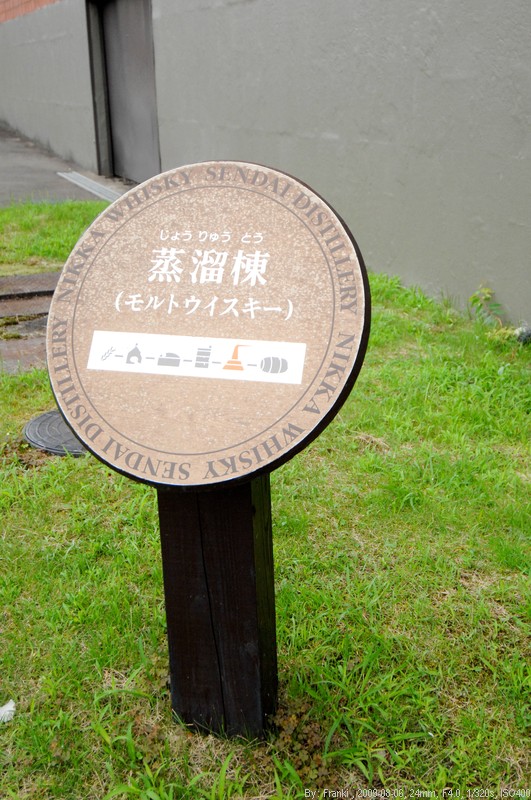 NIKKA WHISKY SENDAI DISTILLERY NIKKA WHISKY SENDAI DISTILLERY
じょう りゅう とう
蒸溜棟
(モルトウイスキー)
By: Franki, 2009-08-08, 24mm, F4.0, 1/320s, ISO400